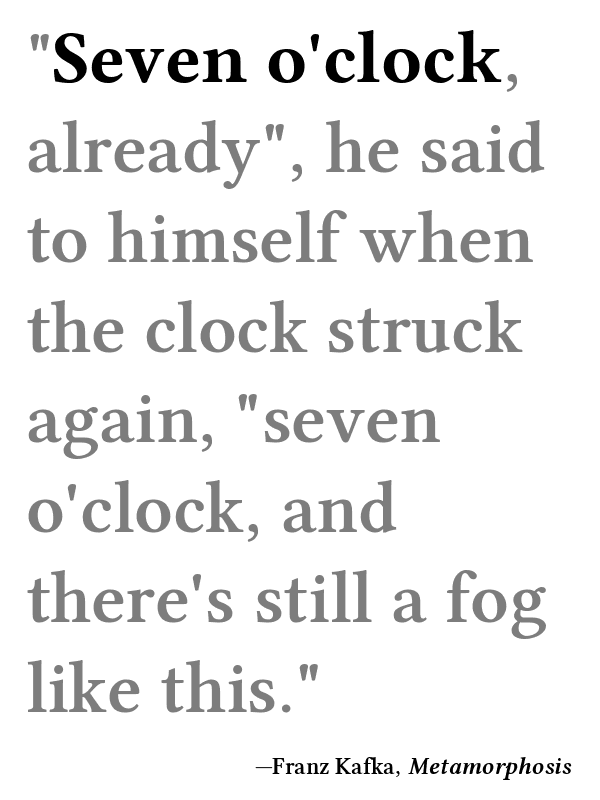 "Seven o'clock,
already", he said
to himself when
the clock struck
again, "seven
o'clock, and
there's still a fog
like this."
—Franz Kafka, Metamorphosis